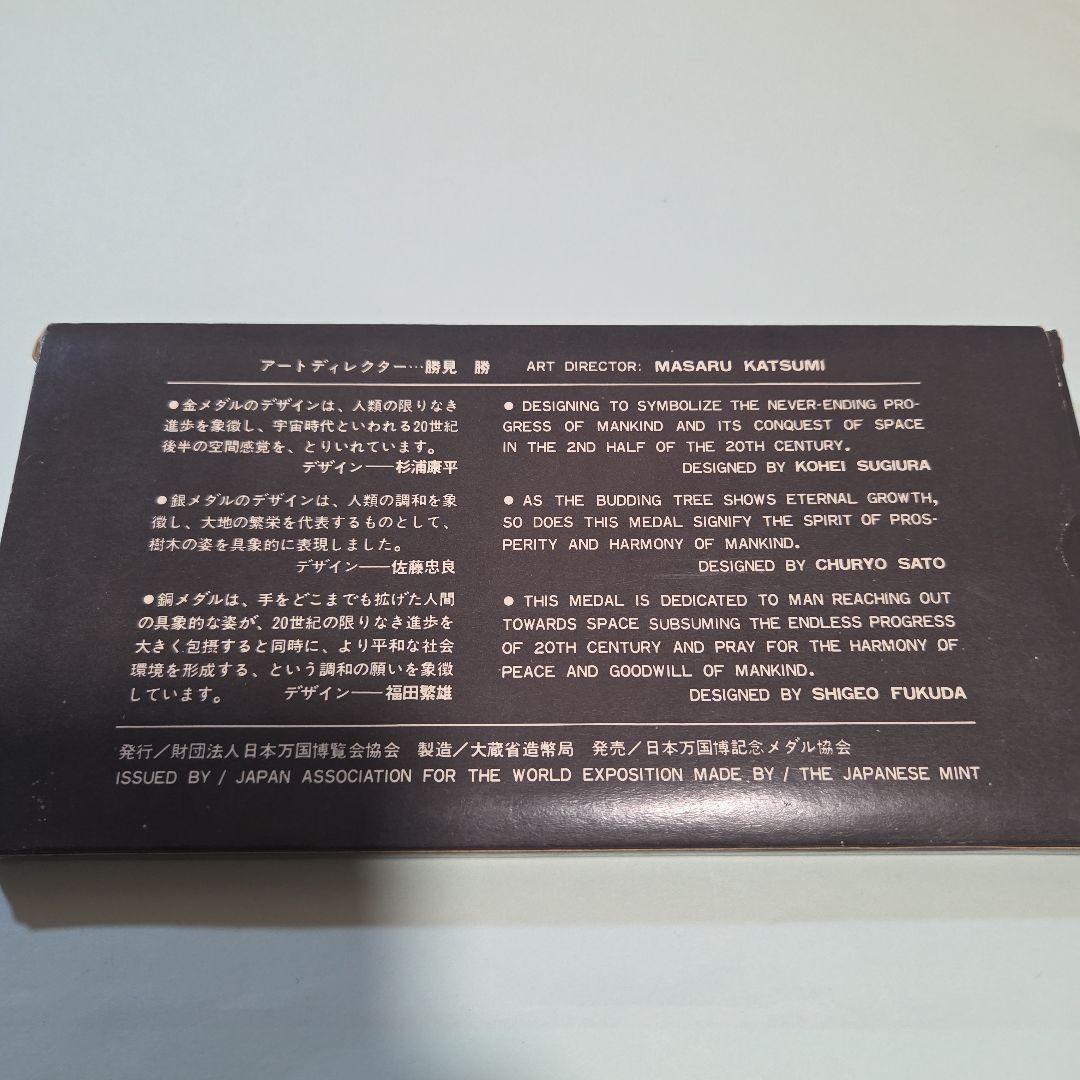 アートディレクター…勝見　勝　ART DIRECTOR: MASARU KATSUMI
●金メダルのデザインは、人類の限りなき
進歩を象徴し、宇宙時代といわれる20世紀
後半の空間感覚を、とりいれています。
デザイン──杉浦康平
● DESIGNING TO SYMBOLIZE THE NEVER-ENDING PRO-
GRESS OF MANKIND AND ITS CONQUEST OF SPACE
IN THE 2ND HALF OF THE 20TH CENTURY.
DESIGNED BY KOHEI SUGIURA
●銀メダルのデザインは、人類の調和を象
徴し、大地の繁栄を代表するものとして、
樹木の姿を具象的に表現しました。
デザイン──佐藤忠良
● AS THE BUDDING TREE SHOWS ETERNAL GROWTH,
SO DOES THIS MEDAL SIGNIFY THE SPIRIT OF PROS-
PERITY AND HARMONY OF MANKIND.
DESIGNED BY CHURYO SATO
●銅メダルは、手をどこまでも拡げた人間
の具象的な姿が、20世紀の限りなき進歩を
大きく包摂すると同時に、より平和な社会
環境を形成する、という調和の願いを象徴
しています。　デザイン──福田繁雄
● THIS MEDAL IS DEDICATED TO MAN REACHING OUT
TOWARDS SPACE SUBSUMING THE ENDLESS PROGRESS
OF 20TH CENTURY AND PRAY FOR THE HARMONY OF
PEACE AND GOODWILL OF MANKIND.
DESIGNED BY SHIGEO FUKUDA
発行／財団法人日本万国博覧会協会　製造／大蔵省造幣局　発売／日本万国博記念メダル協会
ISSUED BY / JAPAN ASSOCIATION FOR THE WORLD EXPOSITION MADE BY / THE JAPANESE MINT